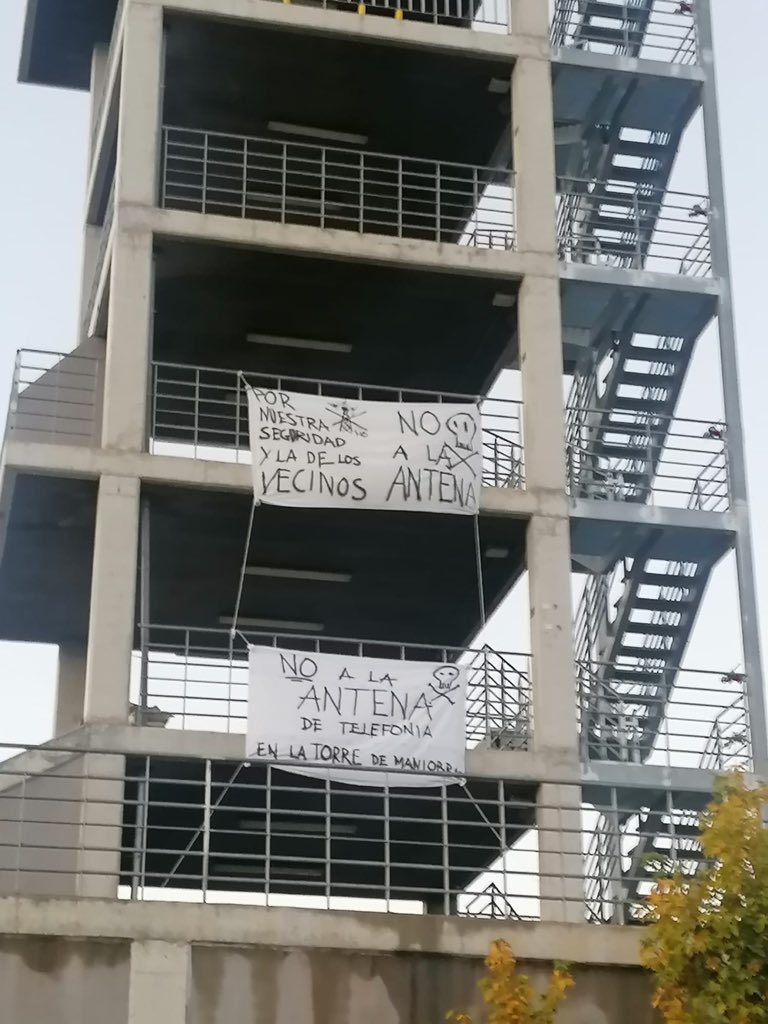 POR
NUESTRA
SEGURIDAD
Y LA DE LOS
VECINOS
NO
A LA
ANTENA
NO A LA
ANTENA
DE TELEFONIA
EN LA TORRE DE